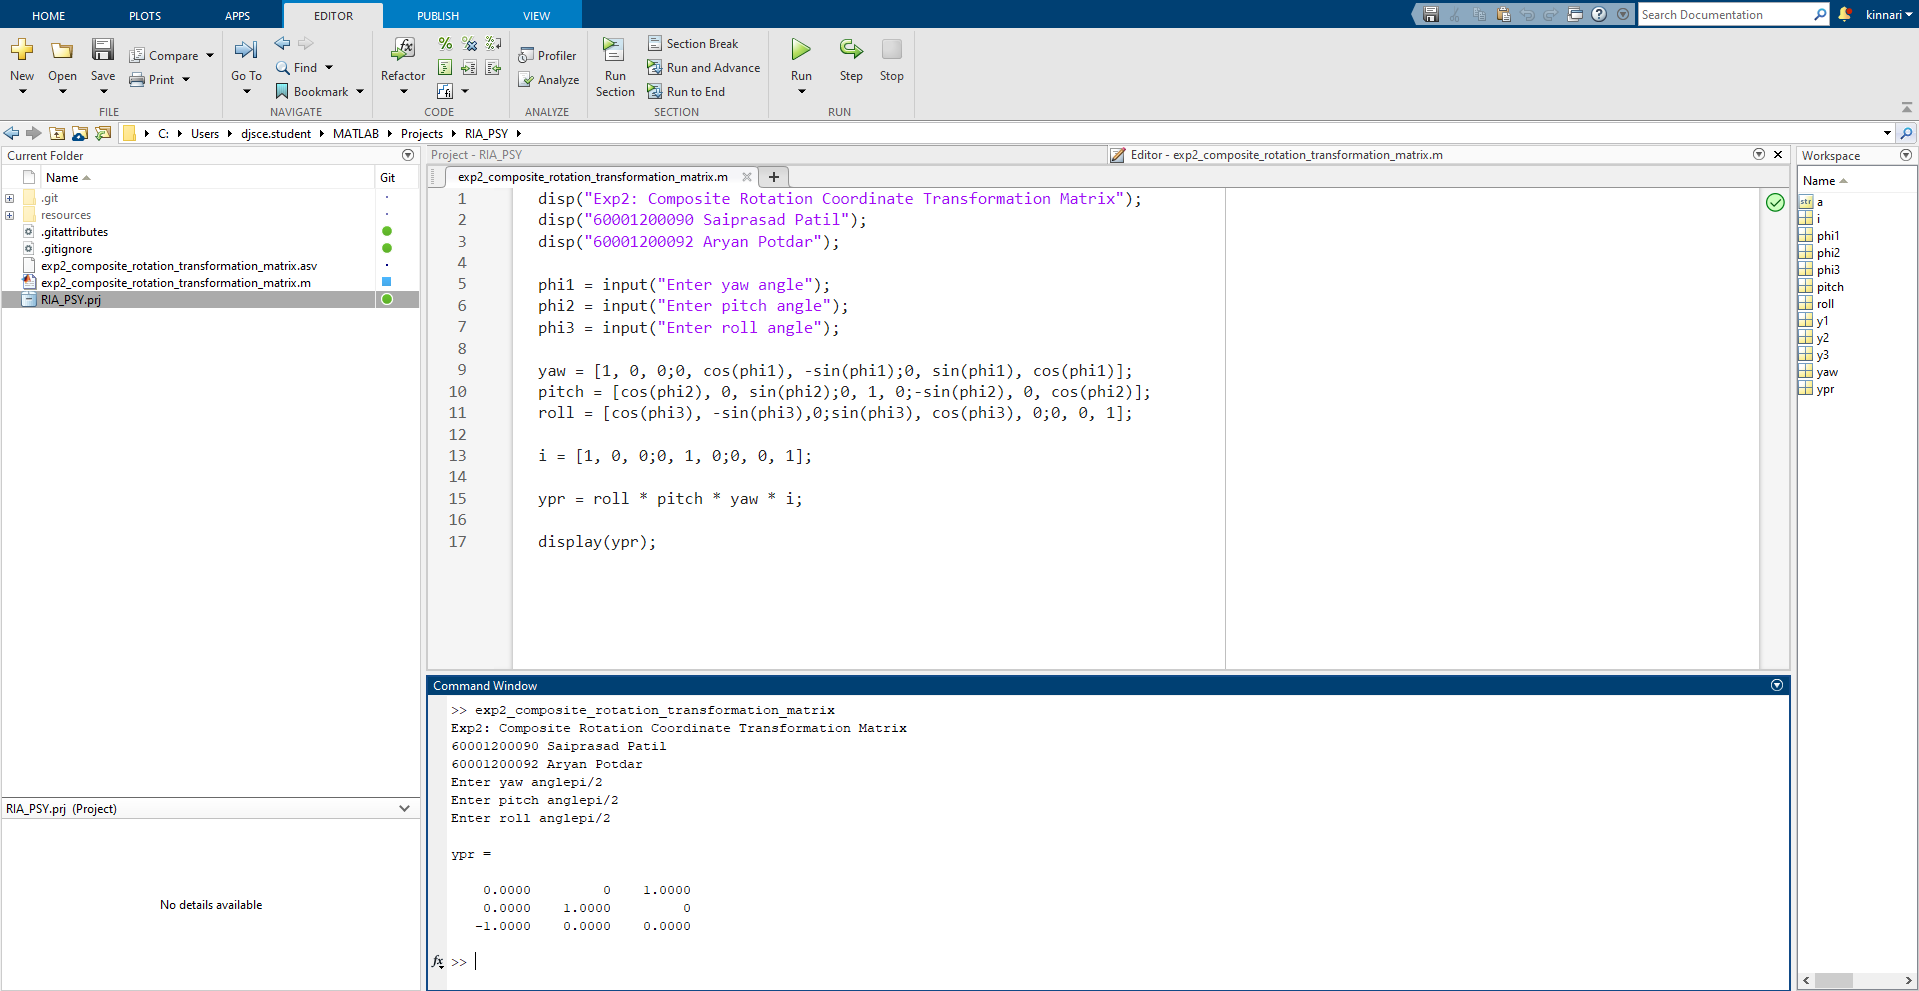 HOME PLOTS APPS EDITOR PUBLISH VIEW
Search Documentation kinnari
New Open Save Compare Print
Go To Find Bookmark
Refactor
Profiler
Analyze
Run Section
Section Break
Run and Advance
Run to End
Run Step Stop
FILE NAVIGATE CODE ANALYZE SECTION RUN
C: Users djsce.student MATLAB Projects RIA_PSY
Current Folder
Name Git
.git
resources
.gitattributes
.gitignore
exp2_composite_rotation_transformation_matrix.asv
exp2_composite_rotation_transformation_matrix.m
RIA_PSY.prj
RIA_PSY.prj (Project)
No details available
Project - RIA_PSY
Editor - exp2_composite_rotation_transformation_matrix.m
exp2_composite_rotation_transformation_matrix.m
1 disp("Exp2: Composite Rotation Coordinate Transformation Matrix");
2 disp("60001200090 Saiprasad Patil");
3 disp("60001200092 Aryan Potdar");
4
5 phi1 = input("Enter yaw angle");
6 phi2 = input("Enter pitch angle");
7 phi3 = input("Enter roll angle");
8
9 yaw = [1, 0, 0;0, cos(phi1), -sin(phi1);0, sin(phi1), cos(phi1)];
10 pitch = [cos(phi2), 0, sin(phi2);0, 1, 0;-sin(phi2), 0, cos(phi2)];
11 roll = [cos(phi3), -sin(phi3),0;sin(phi3), cos(phi3), 0;0, 0, 1];
12
13 i = [1, 0, 0;0, 1, 0;0, 0, 1];
14
15 ypr = roll * pitch * yaw * i;
16
17 display(ypr);
Command Window
>> exp2_composite_rotation_transformation_matrix
Exp2: Composite Rotation Coordinate Transformation Matrix
60001200090 Saiprasad Patil
60001200092 Aryan Potdar
Enter yaw anglepi/2
Enter pitch anglepi/2
Enter roll anglepi/2
ypr =
0.0000 0 1.0000
0.0000 1.0000 0
-1.0000 0.0000 0.0000
fx >>
Workspace
Name
a
i
phi1
phi2
phi3
pitch
roll
y1
y2
y3
yaw
ypr